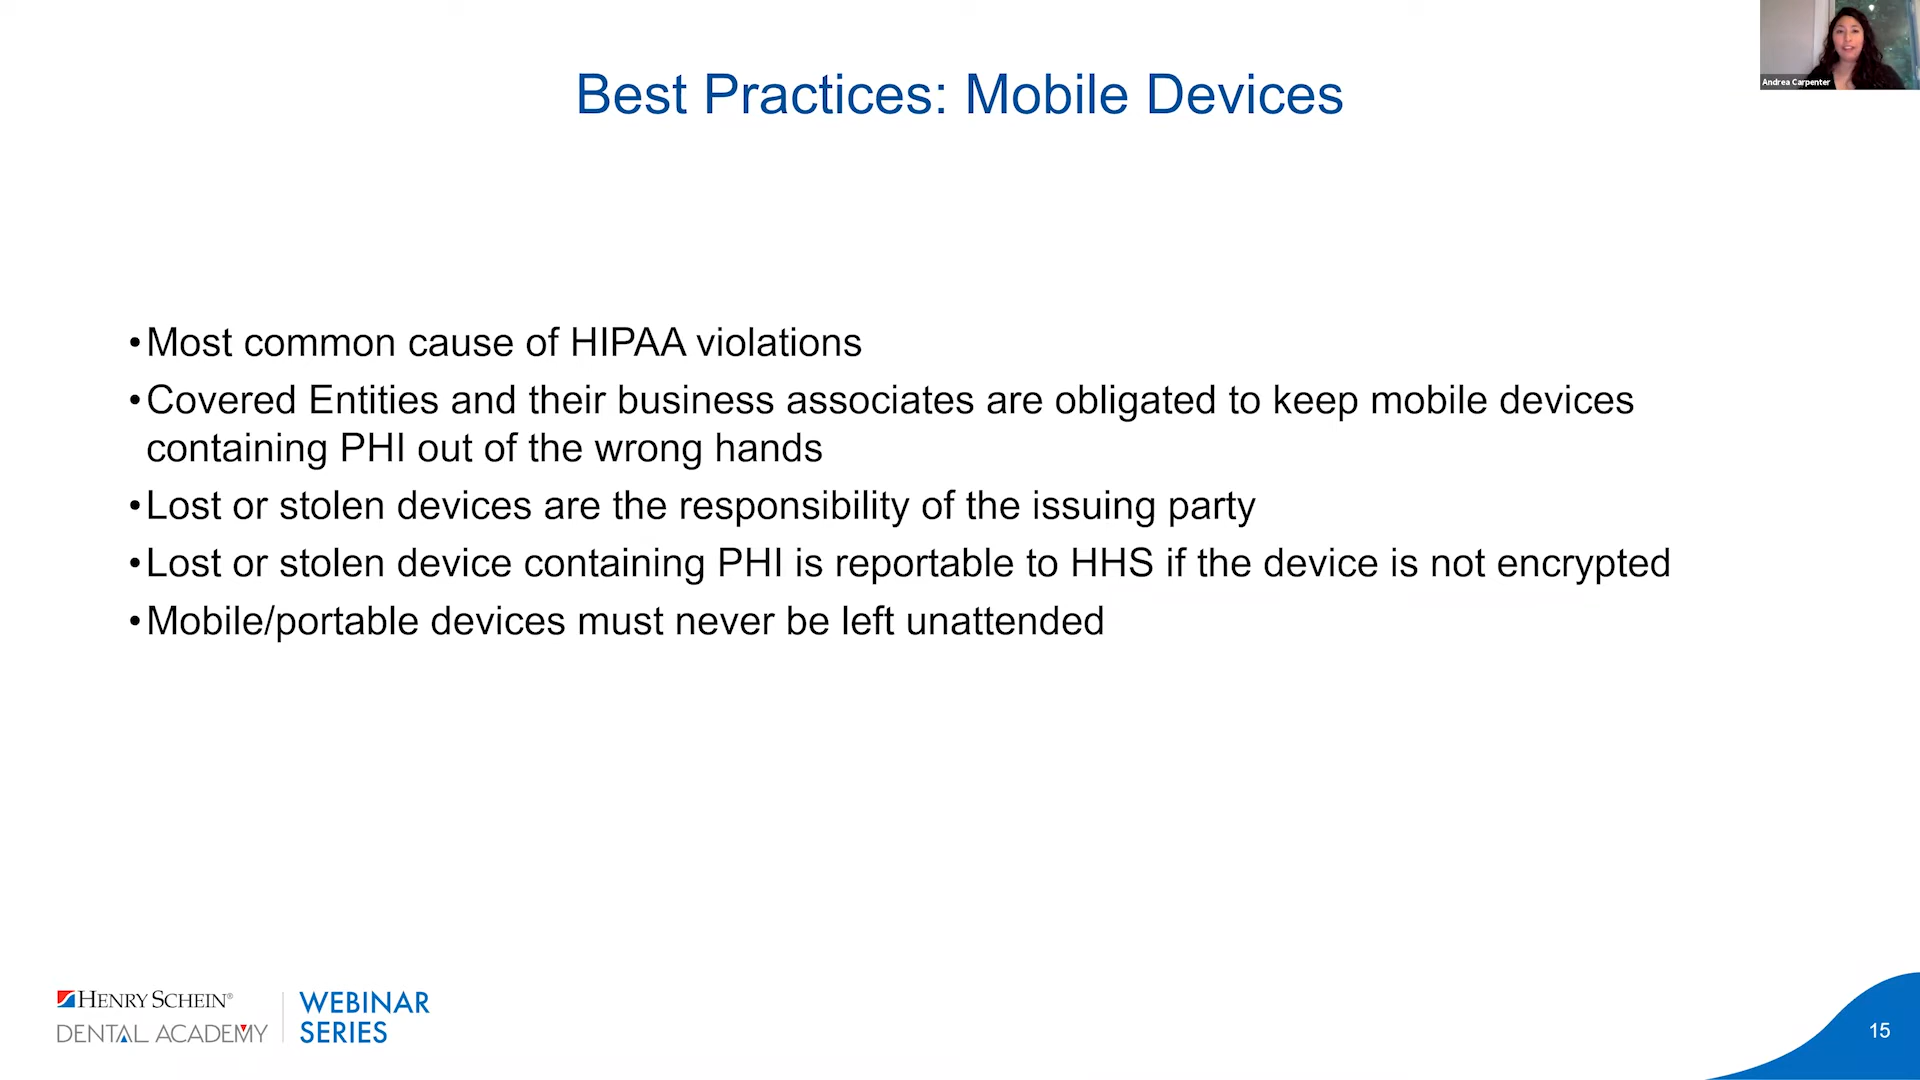 Andrea Carpenter
Best Practices: Mobile Devices
•Most common cause of HIPAA violations
•Covered Entities and their business associates are obligated to keep mobile devices
containing PHI out of the wrong hands
•Lost or stolen devices are the responsibility of the issuing party
•Lost or stolen device containing PHI is reportable to HHS if the device is not encrypted
•Mobile/portable devices must never be left unattended
HENRY SCHEIN®
DENTAL ACADEMY
WEBINAR
SERIES
15